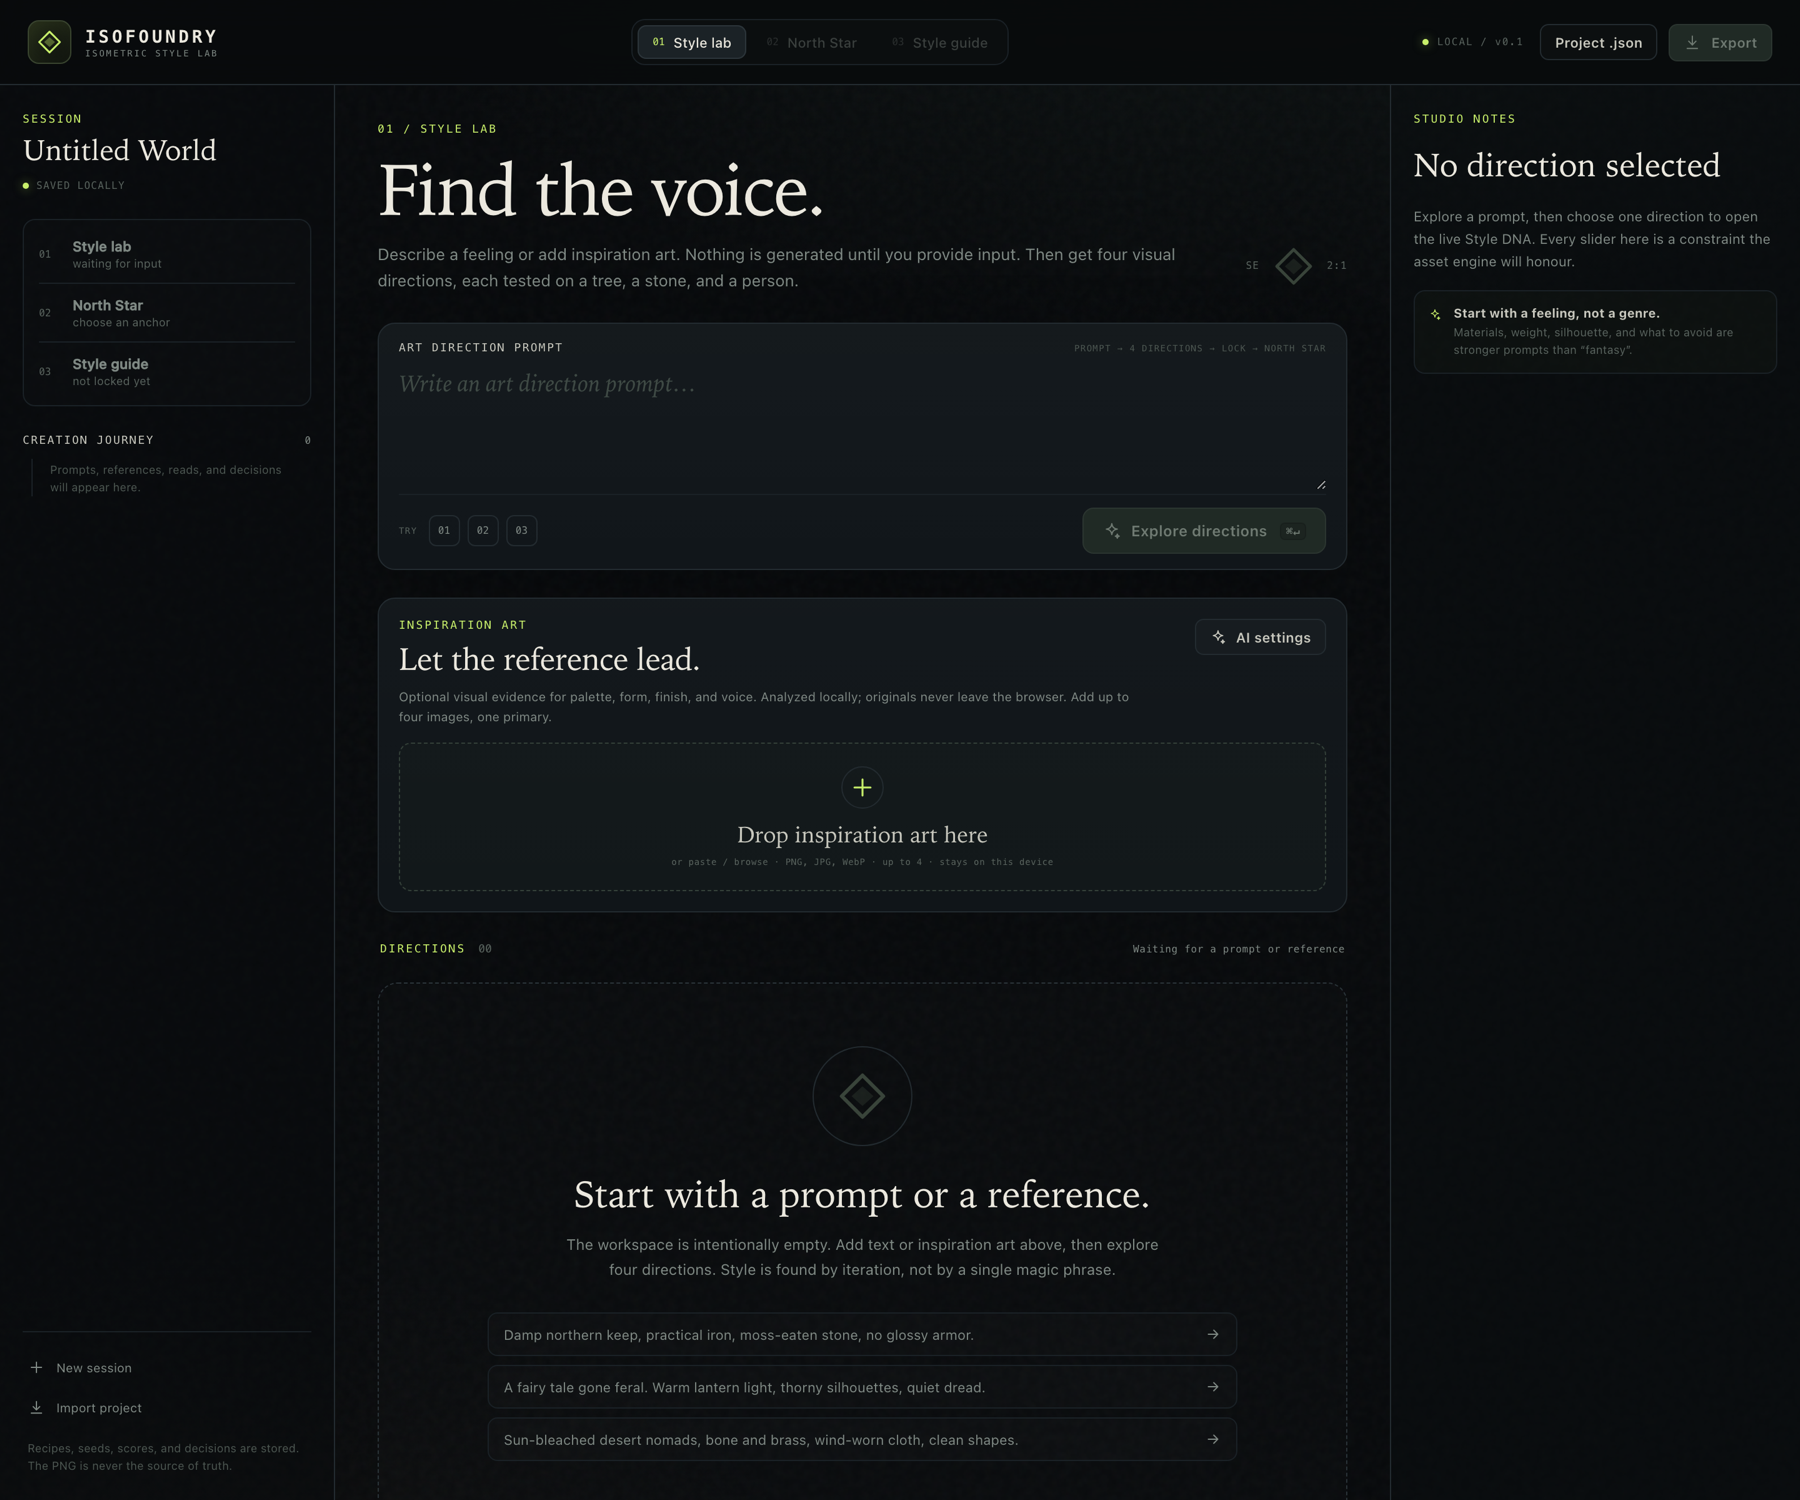 ISOFOUNDRY
ISOMETRIC STYLE LAB
01 Style lab
02 North Star
03 Style guide
LOCAL / v0.1
Project .json
Export
SESSION
Untitled World
SAVED LOCALLY
01 Style lab
waiting for input
02 North Star
choose an anchor
03 Style guide
not locked yet
CREATION JOURNEY 0
Prompts, references, reads, and decisions
will appear here.
New session
Import project
Recipes, seeds, scores, and decisions are stored.
The PNG is never the source of truth.
01 / STYLE LAB
Find the voice.
Describe a feeling or add inspiration art. Nothing is generated until you provide input. Then get four visual
directions, each tested on a tree, a stone, and a person.
SE 2:1
ART DIRECTION PROMPT
PROMPT → 4 DIRECTIONS → LOCK → NORTH STAR
Write an art direction prompt...
TRY 01 02 03
Explore directions ⌘↵
INSPIRATION ART
Let the reference lead.
AI settings
Optional visual evidence for palette, form, finish, and voice. Analyzed locally; originals never leave the browser. Add up to
four images, one primary.
Drop inspiration art here
or paste / browse · PNG, JPG, WebP · up to 4 · stays on this device
DIRECTIONS 00
Waiting for a prompt or reference
Start with a prompt or a reference.
The workspace is intentionally empty. Add text or inspiration art above, then explore
four directions. Style is found by iteration, not by a single magic phrase.
Damp northern keep, practical iron, moss-eaten stone, no glossy armor. →
A fairy tale gone feral. Warm lantern light, thorny silhouettes, quiet dread. →
Sun-bleached desert nomads, bone and brass, wind-worn cloth, clean shapes. →
STUDIO NOTES
No direction selected
Explore a prompt, then choose one direction to open
the live Style DNA. Every slider here is a constraint the
asset engine will honour.
Start with a feeling, not a genre.
Materials, weight, silhouette, and what to avoid are
stronger prompts than “fantasy”.